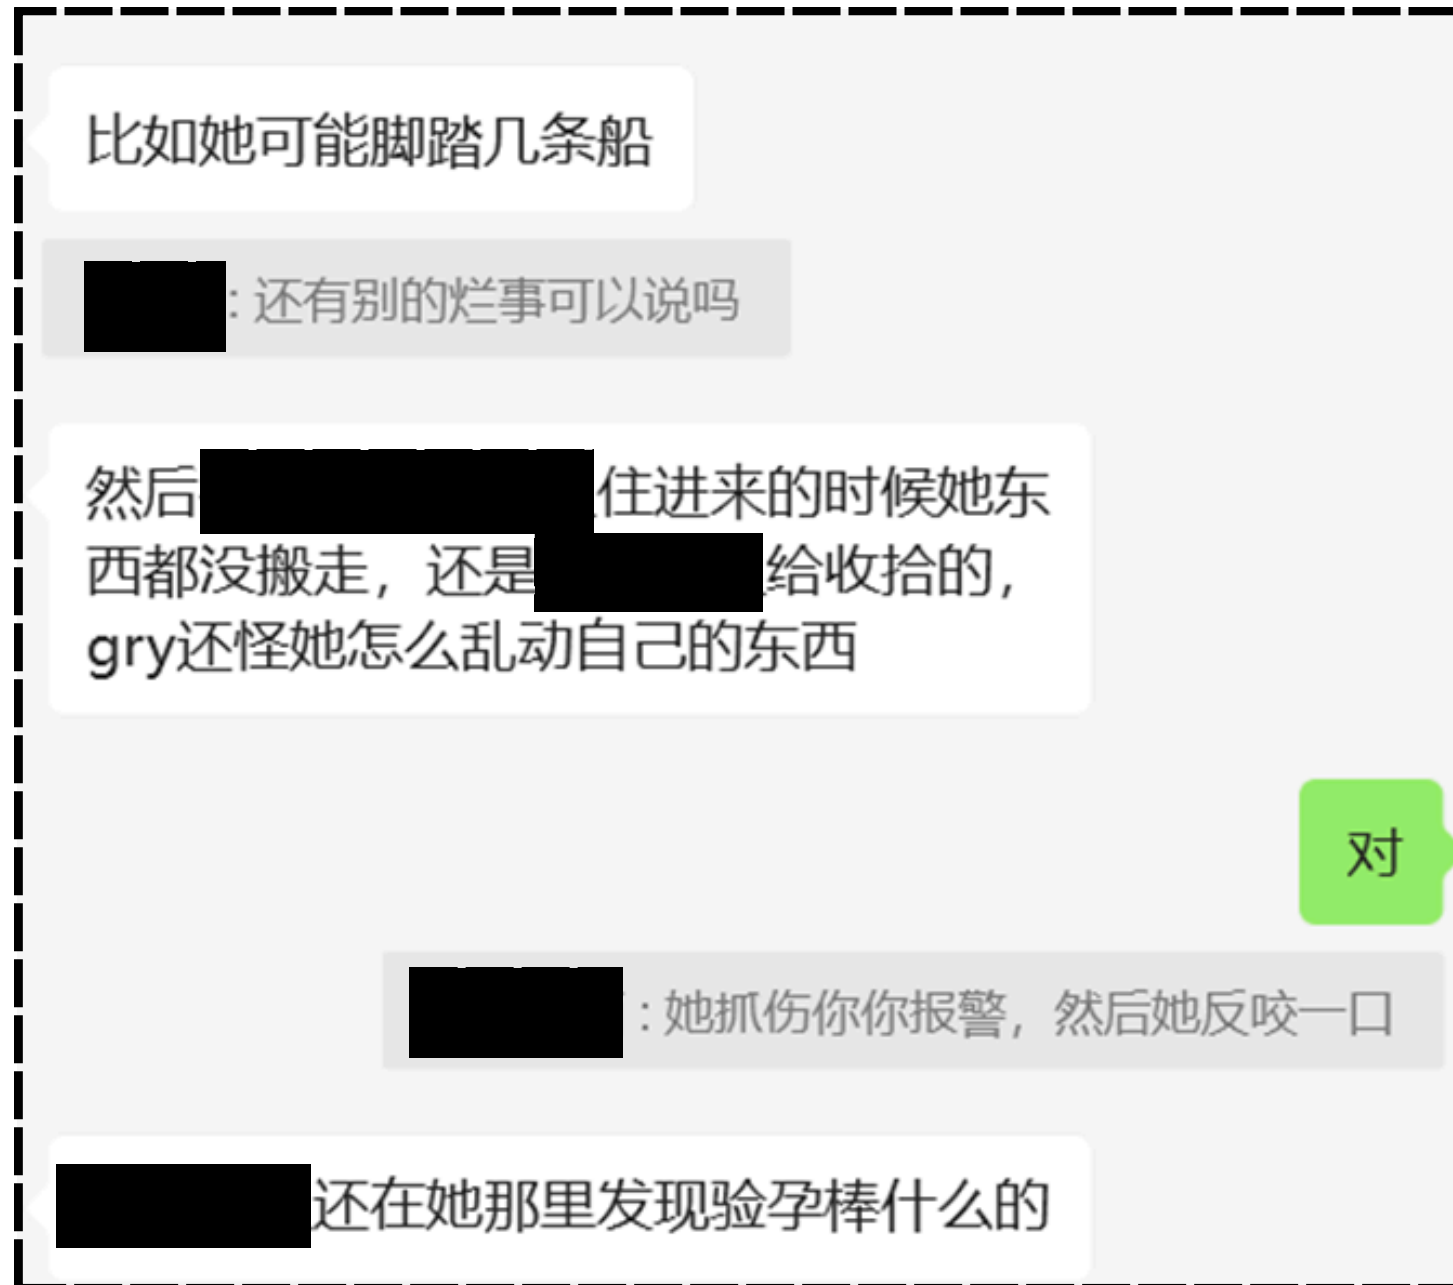 比如她可能脚踏几条船
: 还有别的烂事可以说吗
然后住进来的时候她东
西都没搬走，还是给收拾的，
gry还怪她怎么乱动自己的东西
对
: 她抓伤你你报警，然后她反咬一口
还在她那里发现验孕棒什么的